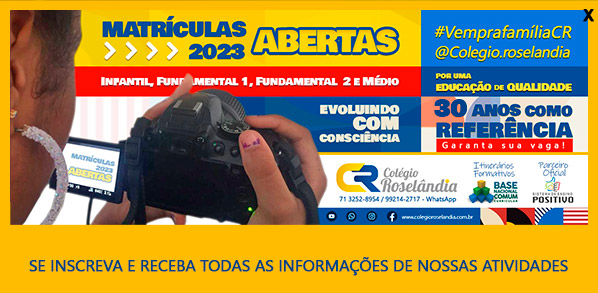 X
MATRÍCULAS
2023
ABERTAS
#VemprafamíliaCR
@Colegio.roselandia
INFANTIL, FUNDAMENTAL 1, FUNDAMENTAL 2 E MÉDIO
POR UMA
EDUCAÇÃO DE QUALIDADE
EVOLUINDO
COM
CONSCIÊNCIA
30 ANOS COMO
REFERÊNCIA
Garanta sua vaga!
MATRÍCULAS
2023
ABERTAS
CR
Colégio
Roselândia
71 3252-8954 / 99214-2717 - WhatsApp
Itinerários
Formativos
BASE
NACIONAL
COMUM
CURRICULAR
Parceiro
Oficial
SISTEMA DE ENSINO
POSITIVO
www.colegioroselandia.com.br
SE INSCREVA E RECEBA TODAS AS INFORMAÇÕES DE NOSSAS ATIVIDADES